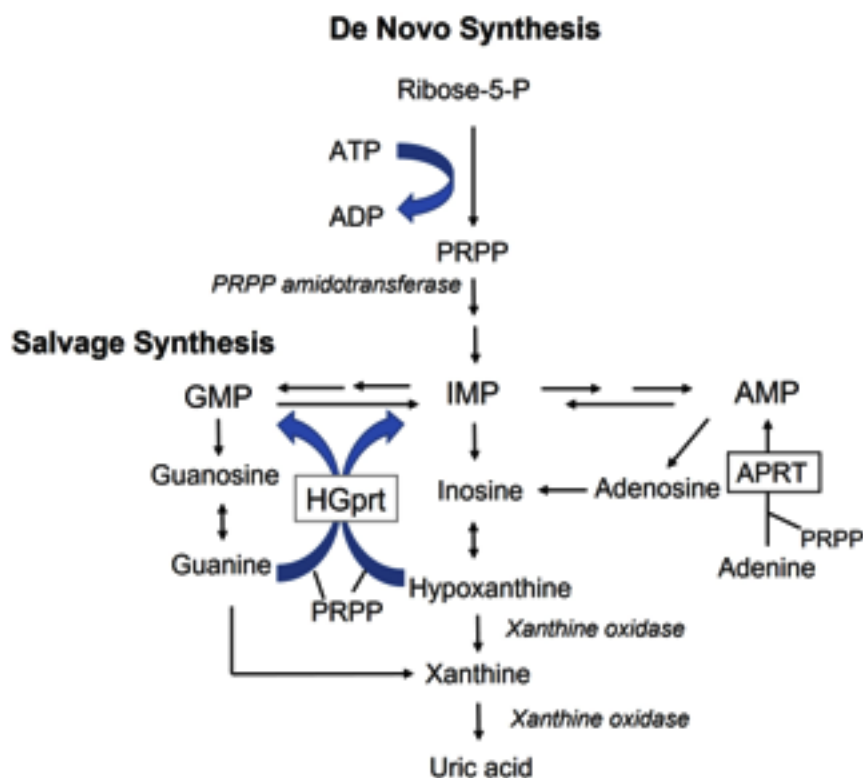 De Novo Synthesis
Ribose-5-P
ATP
ADP
PRPP
PRPP amidotransferase
Salvage Synthesis
GMP
IMP
AMP
Guanosine
HGprt
Inosine
Adenosine
APRT
PRPP
Guanine
PRPP
Hypoxanthine
Adenine
Xanthine oxidase
Xanthine
Xanthine oxidase
Uric acid